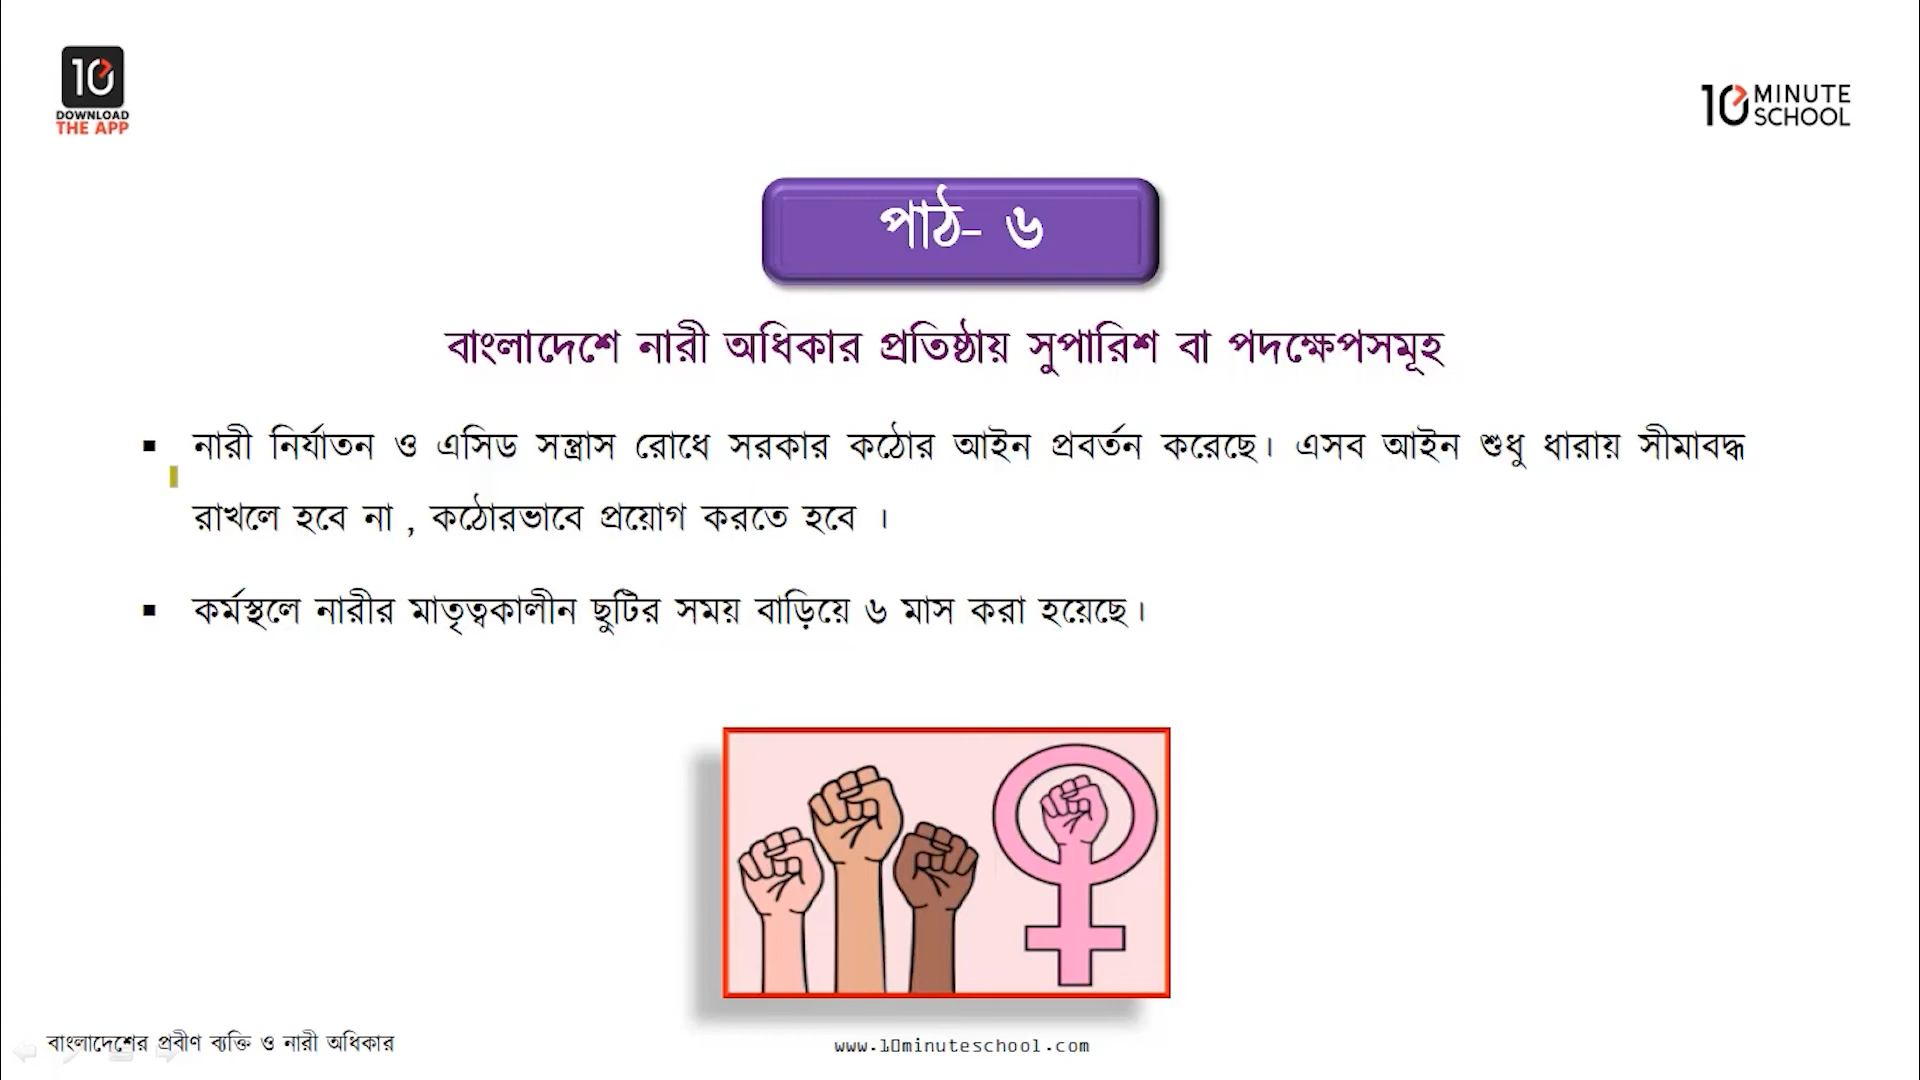 10
DOWNLOAD
THE APP
10 MINUTE
SCHOOL
পাঠ- ৬
বাংলাদেশে নারী অধিকার প্রতিষ্ঠায় সুপারিশ বা পদক্ষেপসমূহ
▪ নারী নির্যাতন ও এসিড সন্ত্রাস রোধে সরকার কঠোর আইন প্রবর্তন করেছে। এসব আইন শুধু ধারায় সীমাবদ্ধ
রাখলে হবে না , কঠোরভাবে প্রয়োগ করতে হবে ।
▪ কর্মস্থলে নারীর মাতৃত্বকালীন ছুটির সময় বাড়িয়ে ৬ মাস করা হয়েছে।
বাংলাদেশের প্রবীণ ব্যক্তি ও নারী অধিকার
www.10minuteschool.com